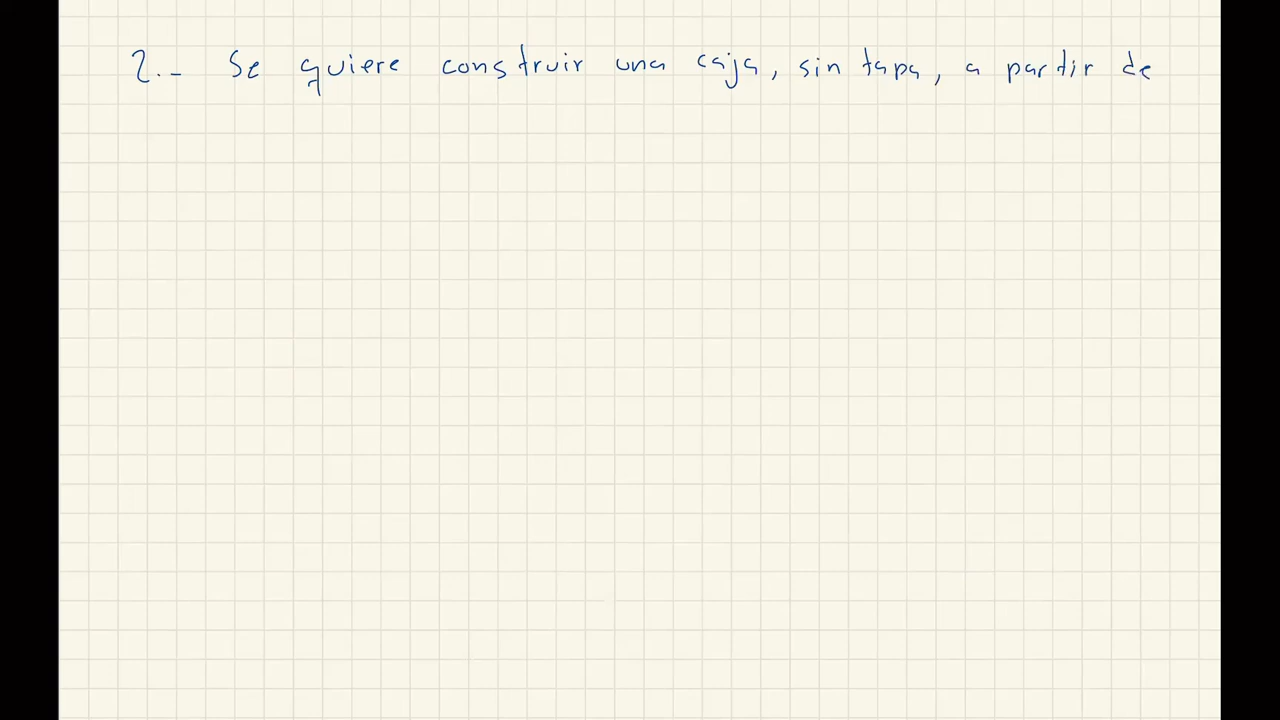 2.- Se quiere construir una caja, sin tapa, a partir de